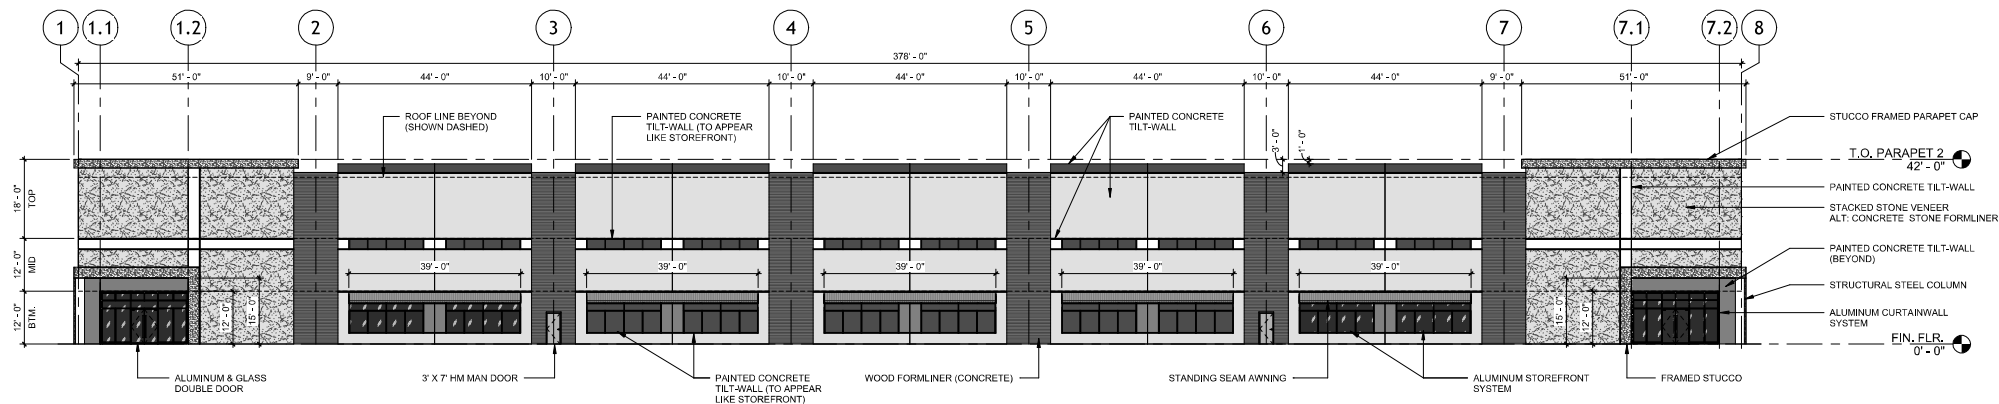 1
1.1
1.2
2
3
4
5
6
7
7.1
7.2
8
378' - 0"
51' - 0"
9' - 0"
44' - 0"
10' - 0"
44' - 0"
10' - 0"
44' - 0"
10' - 0"
44' - 0"
10' - 0"
44' - 0"
9' - 0"
51' - 0"
ROOF LINE BEYOND
(SHOWN DASHED)
PAINTED CONCRETE
TILT-WALL (TO APPEAR
LIKE STOREFRONT)
PAINTED CONCRETE
TILT-WALL
3' - 0"
1' - 0"
STUCCO FRAMED PARAPET CAP
T.O. PARAPET 2
42' - 0"
PAINTED CONCRETE TILT-WALL
STACKED STONE VENEER
ALT: CONCRETE STONE FORMLINER
PAINTED CONCRETE TILT-WALL
(BEYOND)
STRUCTURAL STEEL COLUMN
ALUMINUM CURTAINWALL
SYSTEM
FIN. FLR.
0' - 0"
18' - 0"
TOP
12' - 0"
MID
12' - 0"
BTM.
12' - 0"
15' - 0"
39' - 0"
39' - 0"
39' - 0"
39' - 0"
39' - 0"
15' - 0"
12' - 0"
ALUMINUM & GLASS
DOUBLE DOOR
3' X 7' HM MAN DOOR
PAINTED CONCRETE
TILT-WALL (TO APPEAR
LIKE STOREFRONT)
WOOD FORMLINER (CONCRETE)
STANDING SEAM AWNING
ALUMINUM STOREFRONT
SYSTEM
FRAMED STUCCO